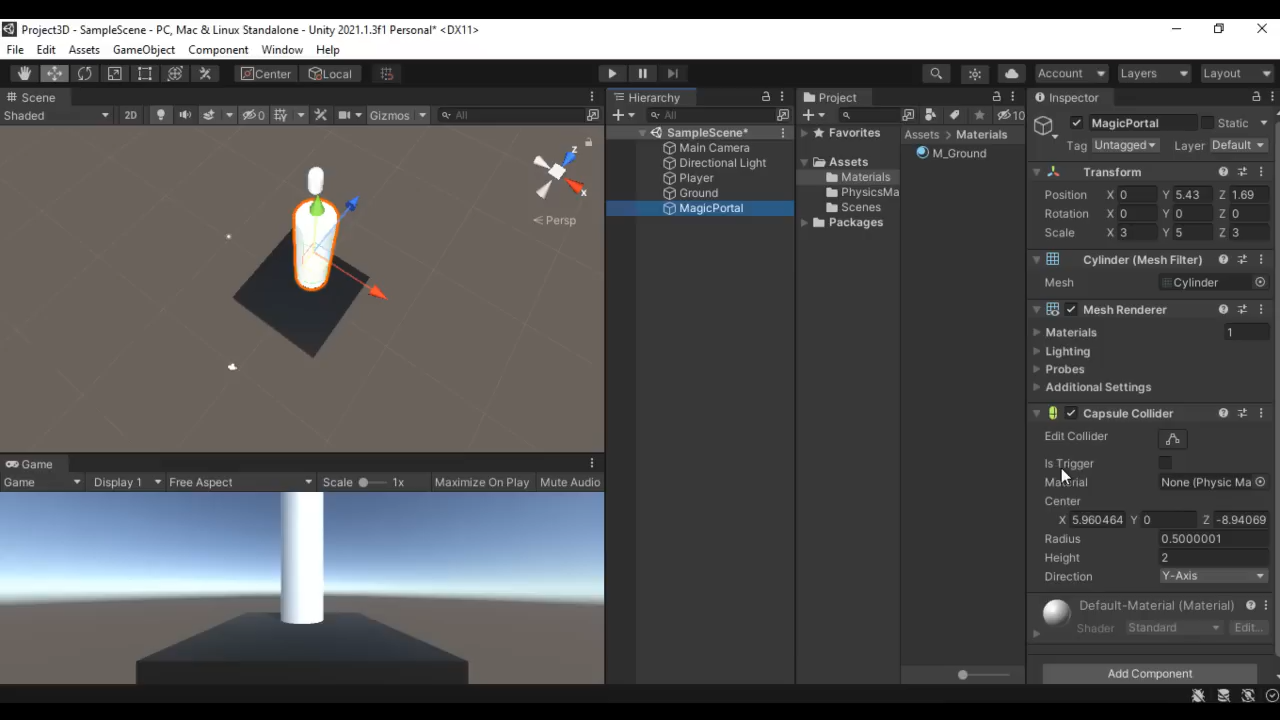 Project3D - SampleScene - PC, Mac & Linux Standalone - Unity 2021.1.3f1 Personal* <DX11>
File Edit Assets GameObject Component Window Help
Center Local Account Layers Layout
Scene
Shaded 2D 0 Gizmos All
z
x
Persp
Game
Game Display 1 Free Aspect Scale 1x Maximize On Play Mute Audio
Hierarchy
All
SampleScene*
Main Camera
Directional Light
Player
Ground
MagicPortal
Project
10
Favorites
Assets
Materials
PhysicsMa
Scenes
Packages
Assets > Materials
M_Ground
Inspector
MagicPortal Static
Tag Untagged Layer Default
Transform
Position X 0 Y 5.43 Z 1.69
Rotation X 0 Y 0 Z 0
Scale X 3 Y 5 Z 3
Cylinder (Mesh Filter)
Mesh Cylinder
Mesh Renderer
Materials 1
Lighting
Probes
Additional Settings
Capsule Collider
Edit Collider
Is Trigger
Material None (Physic Ma
Center
X 5.960464 Y 0 Z -8.94069
Radius 0.5000001
Height 2
Direction Y-Axis
Default-Material (Material)
Shader Standard Edit...
Add Component